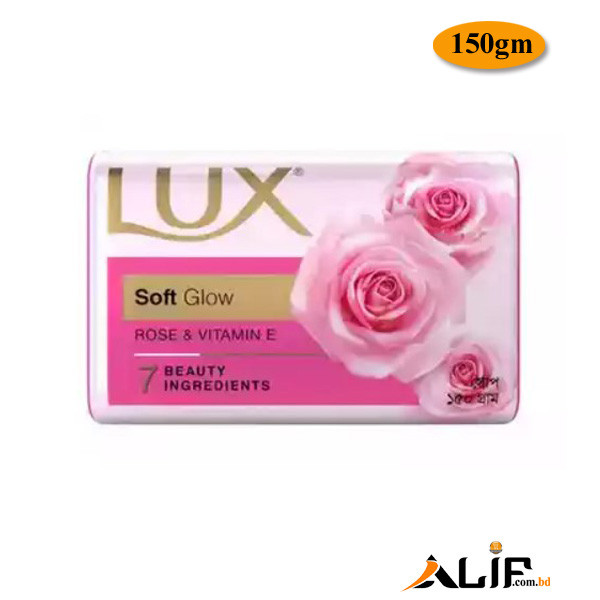 150gm
LUX®
Soft Glow
ROSE & VITAMIN E
7 BEAUTY
INGREDIENTS
সোপ
১৫০ গ্রাম
ALIF
.com.bd